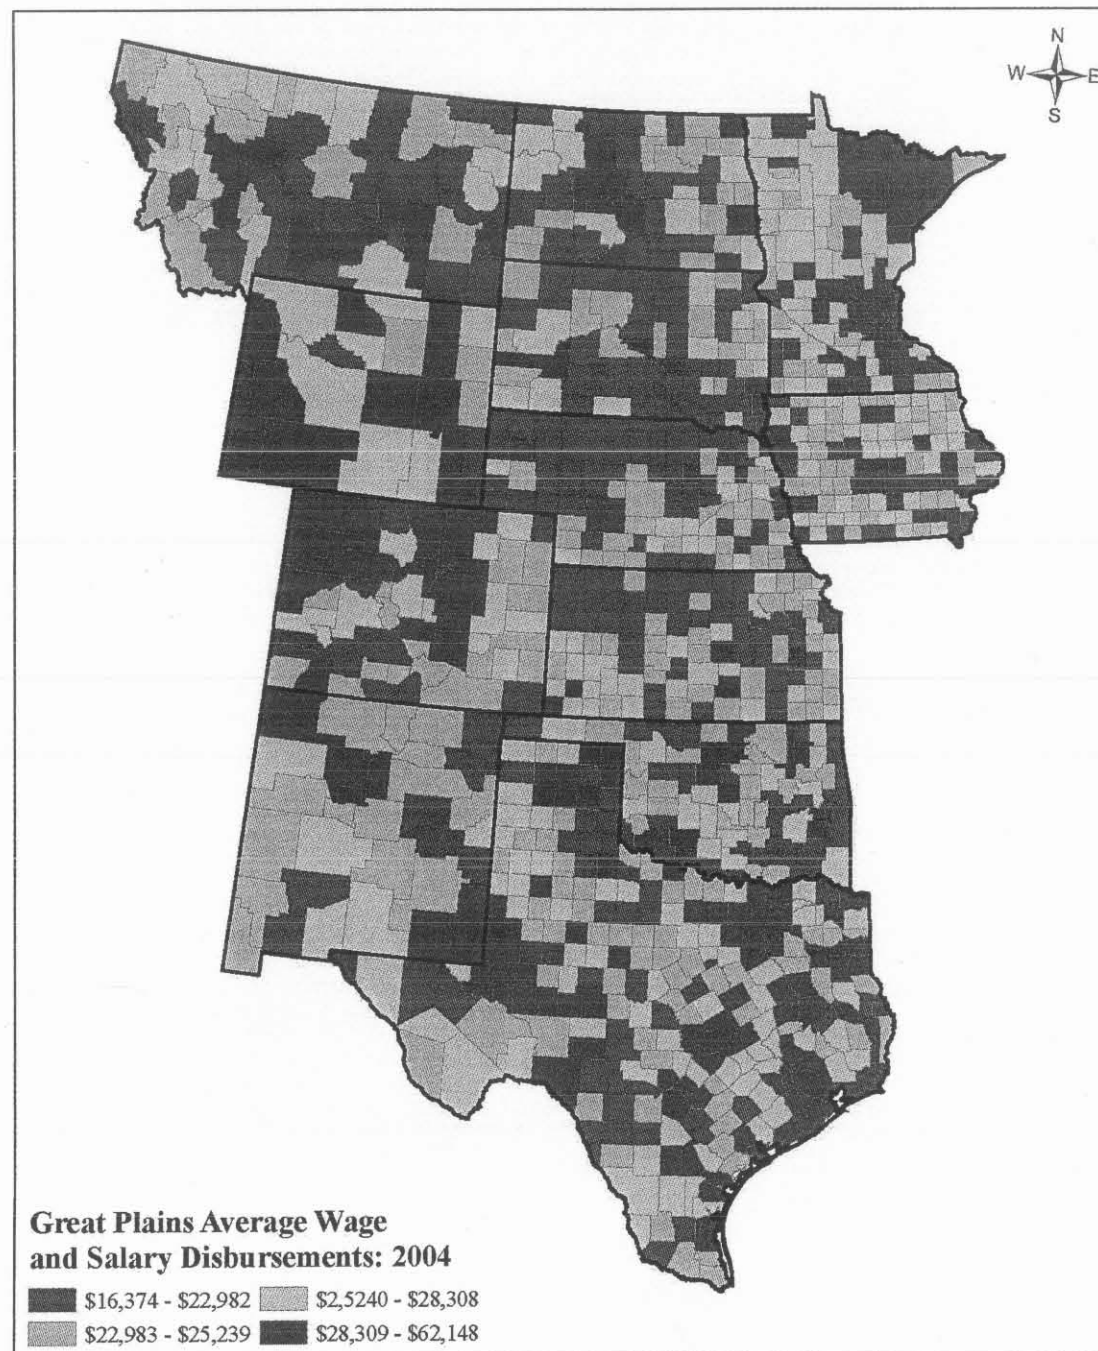 N
W E
S
Great Plains Average Wage
and Salary Disbursements: 2004
$16,374 - $22,982 $2,5240 - $28,308
$22,983 - $25,239 $28,309 - $62,148